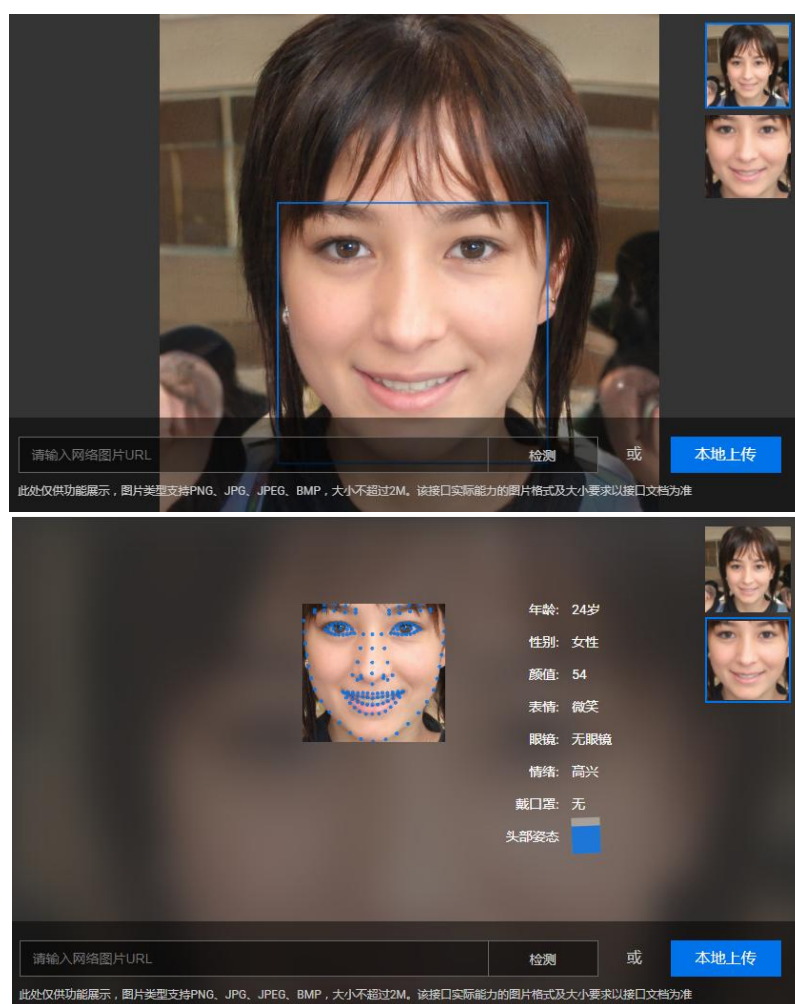 请输入网络图片URL
检测
或
本地上传
此处仅供功能展示，图片类型支持PNG、JPG、JPEG、BMP，大小不超过2M。该接口实际能力的图片格式及大小要求以接口文档为准
年龄: 24岁
性别: 女性
颜值: 54
表情: 微笑
眼镜: 无眼镜
情绪: 高兴
戴口罩: 无
头部姿态
请输入网络图片URL
检测
或
本地上传
此处仅供功能展示，图片类型支持PNG、JPG、JPEG、BMP，大小不超过2M。该接口实际能力的图片格式及大小要求以接口文档为准